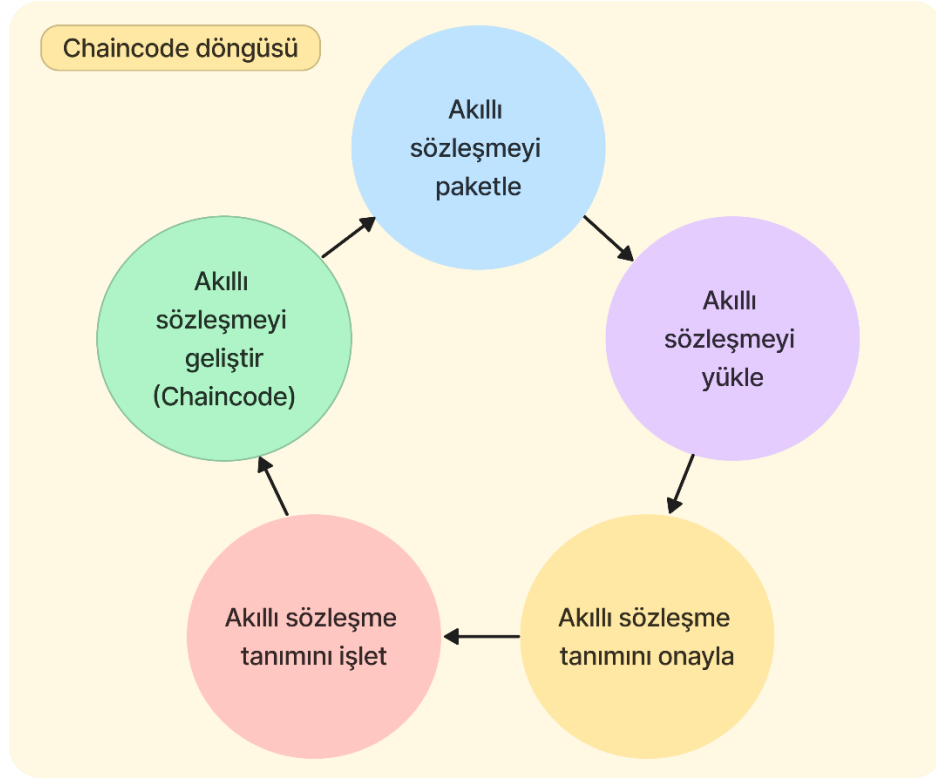 Chaincode döngüsü
Akıllı
sözleşmeyi
paketle
Akıllı
sözleşmeyi
yükle
Akıllı sözleşme
tanımını onayla
Akıllı sözleşme
tanımını işlet
Akıllı
sözleşmeyi
geliştir
(Chaincode)